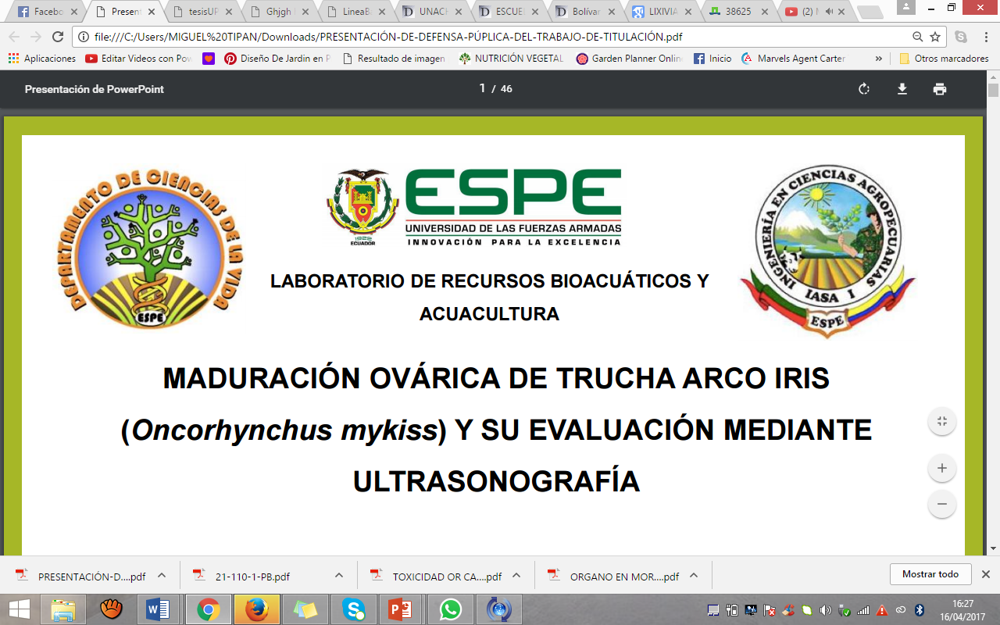 Facebo
Present
tesisUP
Ghjgh
LineaBa
UNACH
ESCUEL
Bolívar
LIXIVIA
38625
(2)
file:///C:/Users/MIGUEL%20TIPAN/Downloads/PRESENTACIÓN-DE-DEFENSA-PÚPLICA-DEL-TRABAJO-DE-TITULACIÓN.pdf
Aplicaciones
Editar Videos con Pow
Diseño De Jardin en P
Resultado de imagen
NUTRICIÓN VEGETAL
Garden Planner Onlin
Inicio
Marvels Agent Carter
»
Otros marcadores
Presentación de PowerPoint
1 / 46
DEPARTAMENTO DE CIENCIAS DE LA VIDA
ESPE
ESPE
UNIVERSIDAD DE LAS FUERZAS ARMADAS
INNOVACIÓN PARA LA EXCELENCIA
1922
ECUADOR
INGENIERÍA EN CIENCIAS AGROPECUARIAS
IASA I
ESPE
LABORATORIO DE RECURSOS BIOACUÁTICOS Y
ACUACULTURA
MADURACIÓN OVÁRICA DE TRUCHA ARCO IRIS
(Oncorhynchus mykiss) Y SU EVALUACIÓN MEDIANTE
ULTRASONOGRAFÍA
PRESENTACIÓN-D....pdf
21-110-1-PB.pdf
TOXICIDAD OR CA....pdf
ORGANO EN MOR....pdf
Mostrar todo
16:27
16/04/2017